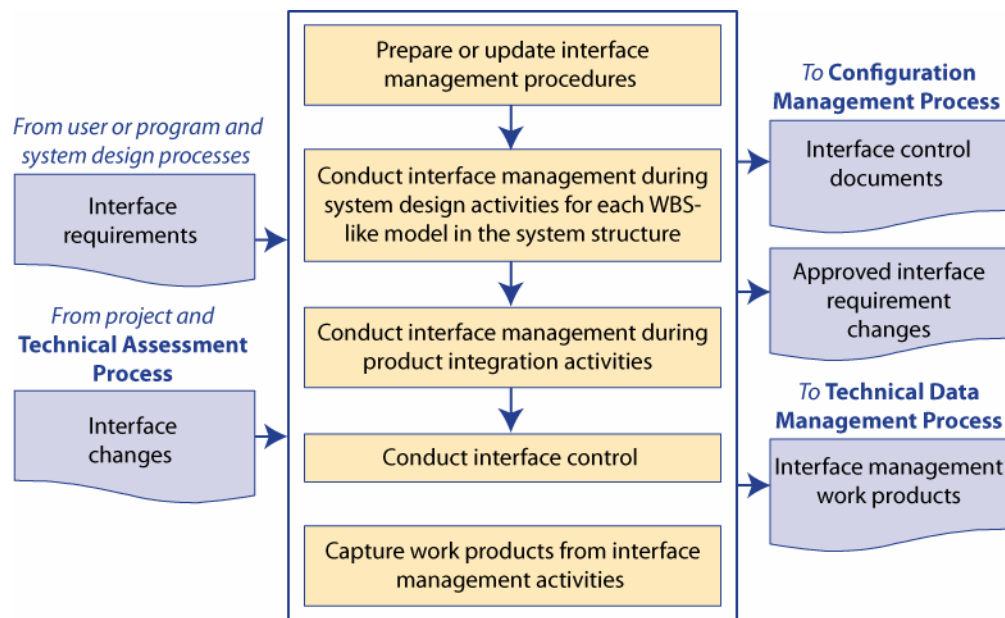 From user or program and
system design processes
Interface
requirements
From project and
Technical Assessment
Process
Interface
changes
Prepare or update interface
management procedures
Conduct interface management during
system design activities for each WBS-
like model in the system structure
Conduct interface management during
product integration activities
Conduct interface control
Capture work products from interface
management activities
To Configuration
Management Process
Interface control
documents
Approved interface
requirement
changes
To Technical Data
Management Process
Interface management
work products